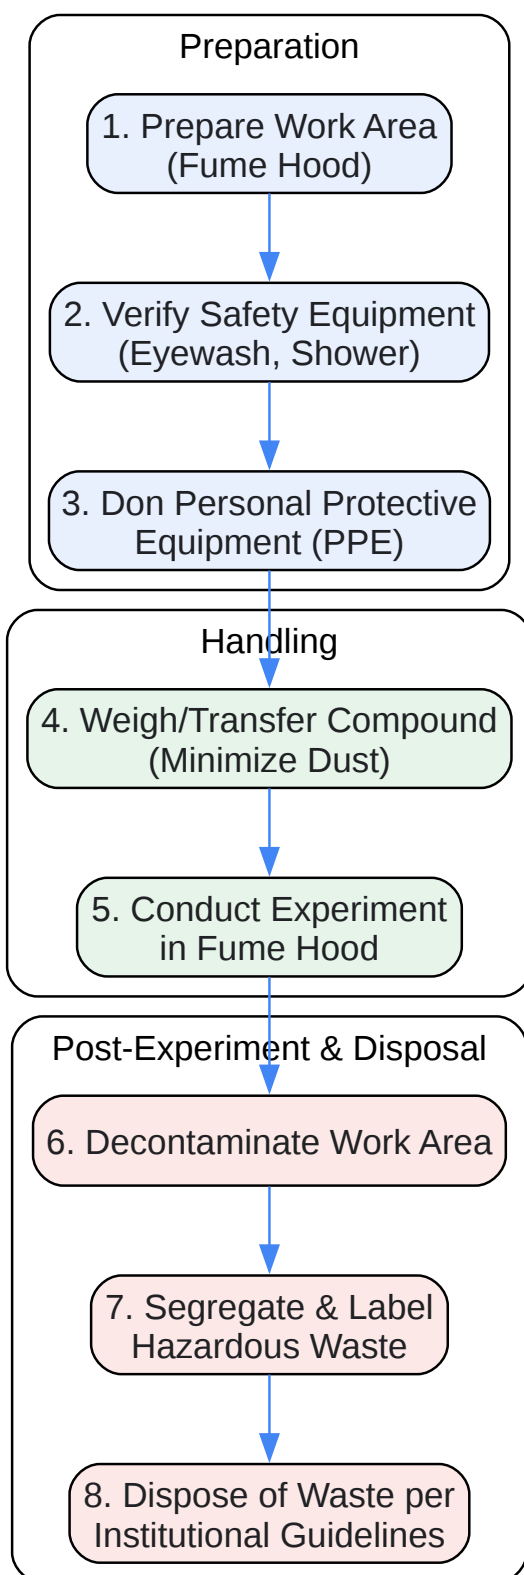 Preparation
1. Prepare Work Area
(Fume Hood)
2. Verify Safety Equipment
(Eyewash, Shower)
3. Don Personal Protective
Equipment (PPE)
Handling
4. Weigh/Transfer Compound
(Minimize Dust)
5. Conduct Experiment
in Fume Hood
Post-Experiment & Disposal
6. Decontaminate Work Area
7. Segregate & Label
Hazardous Waste
8. Dispose of Waste per
Institutional Guidelines